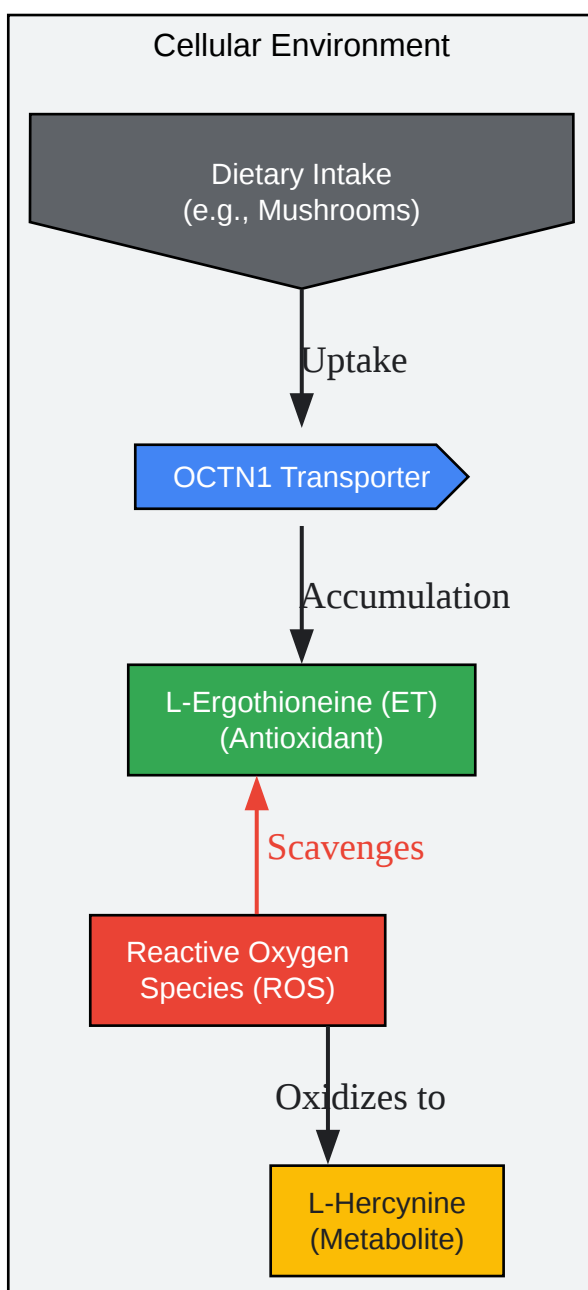 Cellular Environment
Dietary Intake
(e.g., Mushrooms)
Uptake
OCTN1 Transporter
Accumulation
L-Ergothioneine (ET)
(Antioxidant)
Scavenges
Reactive Oxygen
Species (ROS)
Oxidizes to
L-Hercynine
(Metabolite)